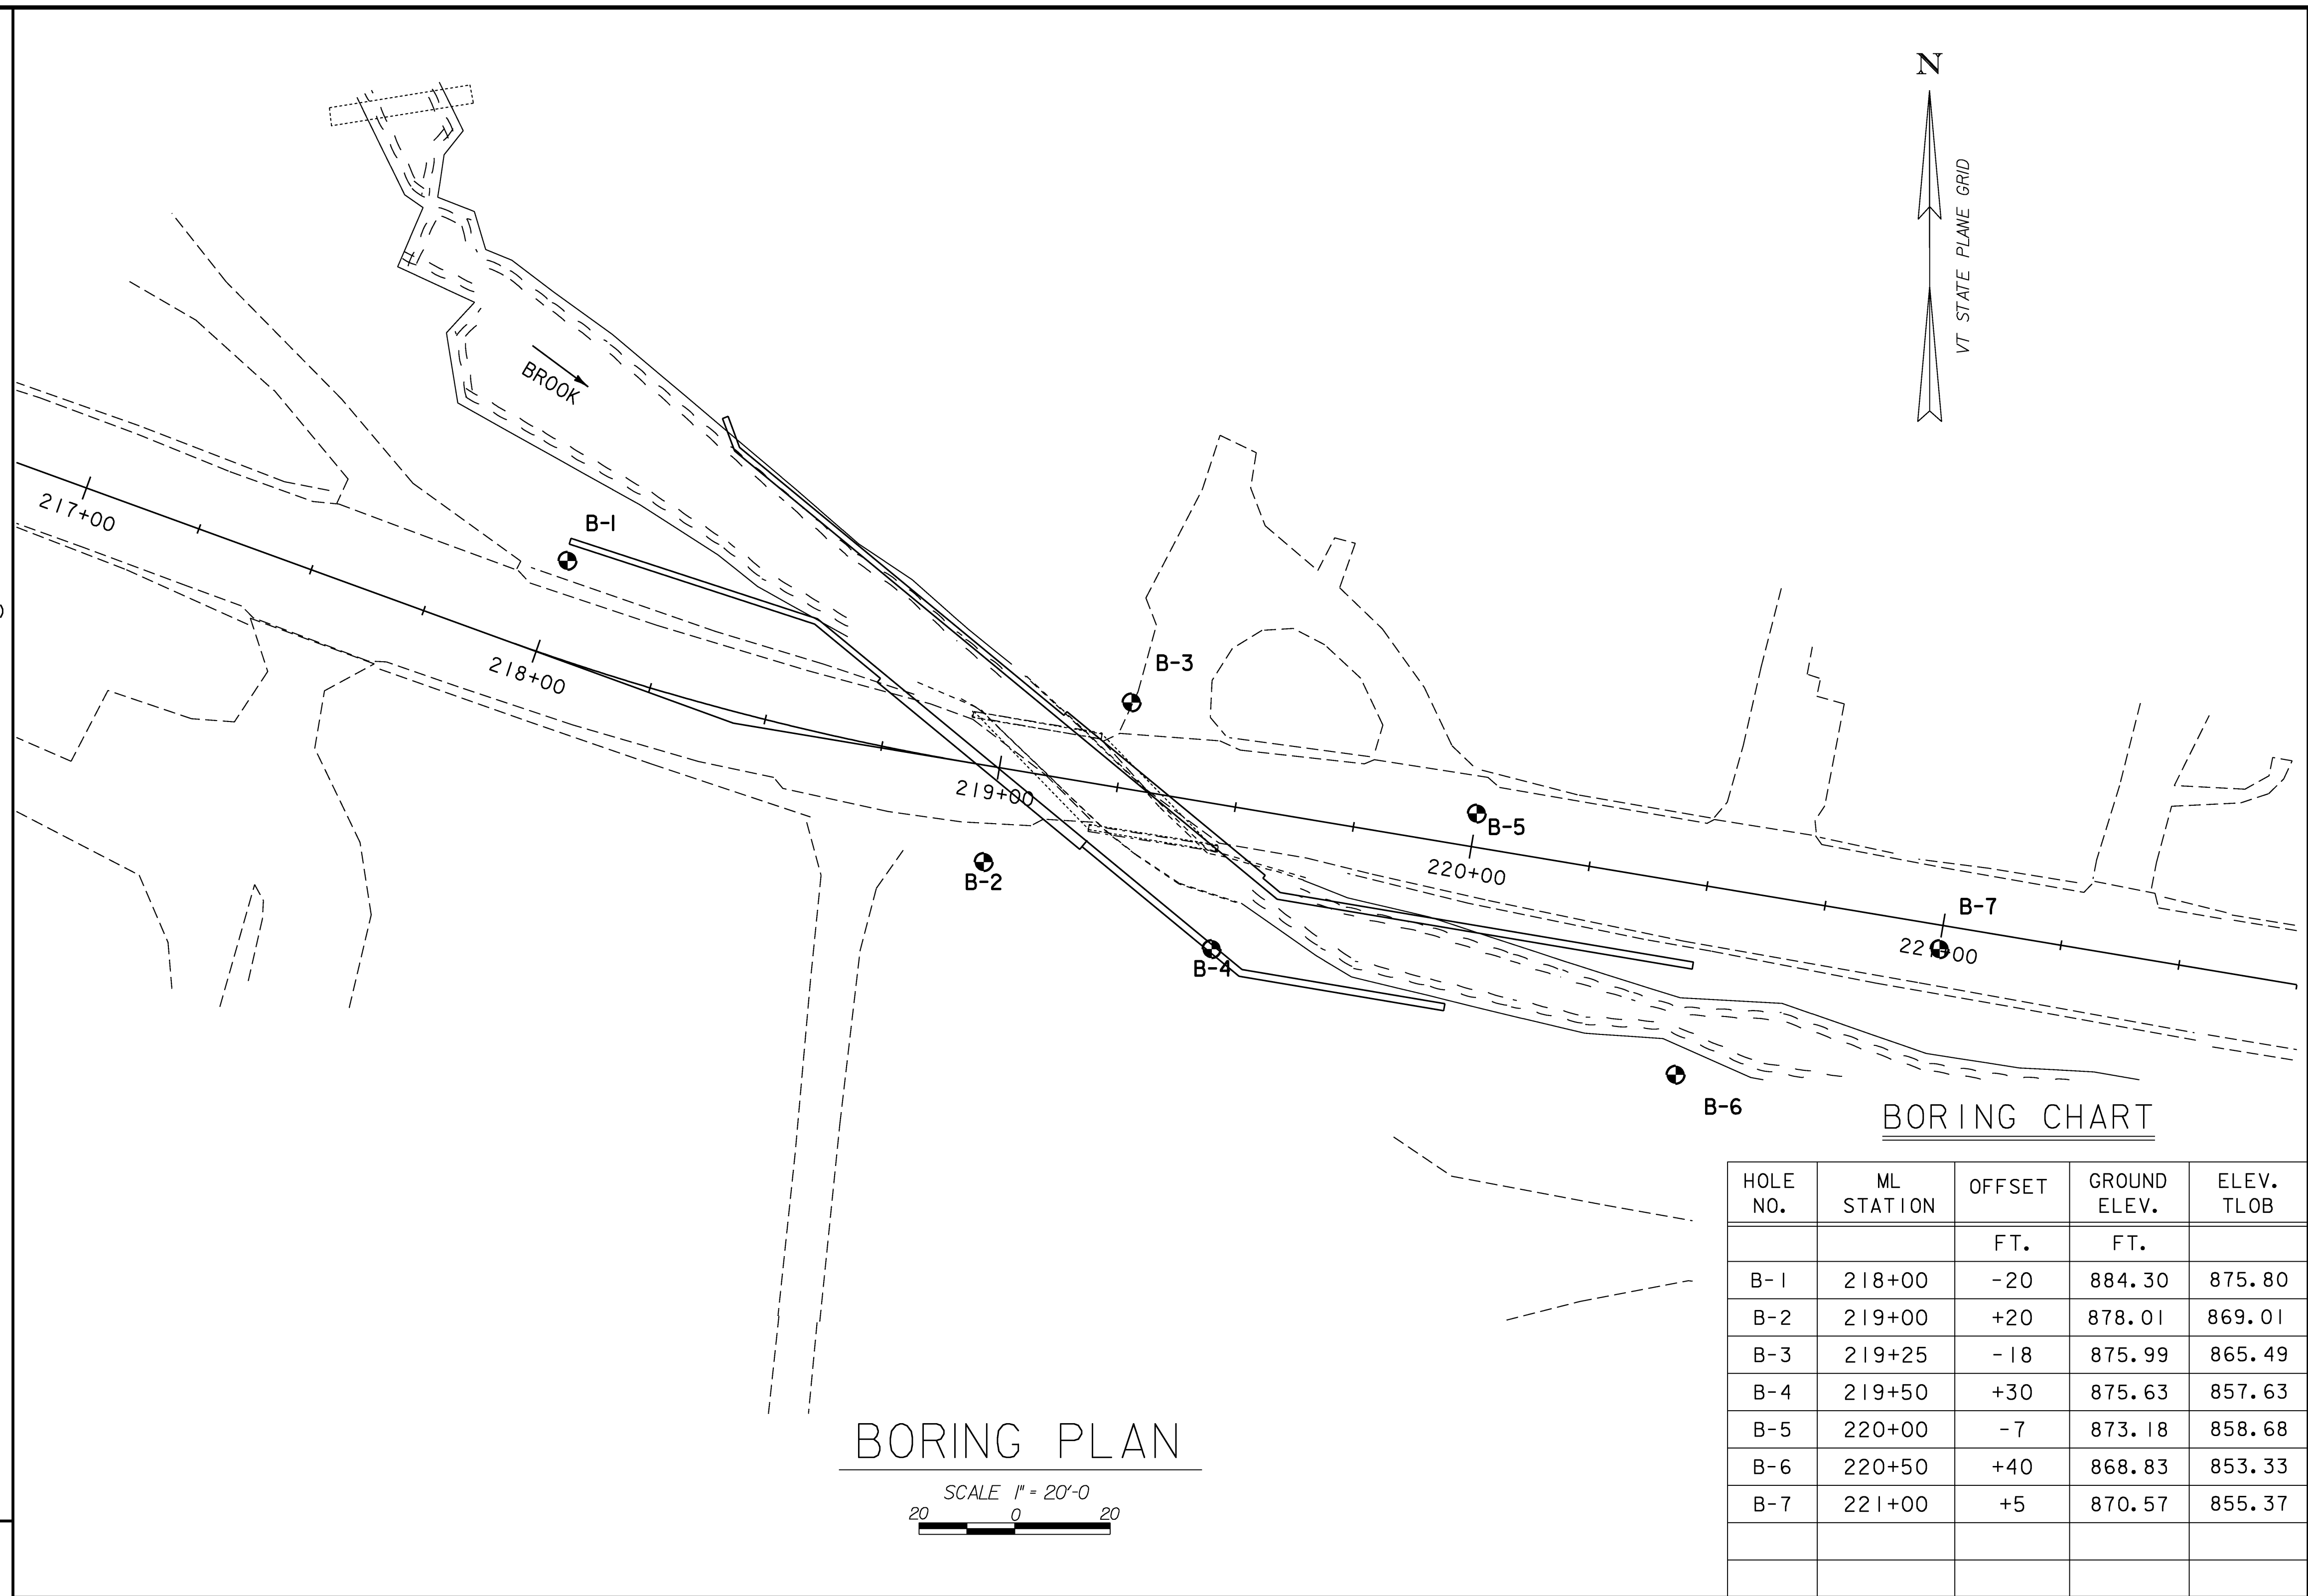 N
VT STATE PLANE GRID
BROOK
217+00
B-1
218+00
B-3
219+00
B-2
B-5
220+00
B-4
B-7
221+00
B-6
BORING CHART
HOLE NO. ML STATION OFFSET GROUND ELEV. ELEV. TLOB
FT. FT.
B-1 218+00 -20 884.30 875.80
B-2 219+00 +20 878.01 869.01
B-3 219+25 -18 875.99 865.49
B-4 219+50 +30 875.63 857.63
B-5 220+00 -7 873.18 858.68
B-6 220+50 +40 868.83 853.33
B-7 221+00 +5 870.57 855.37
BORING PLAN
SCALE 1" = 20'-0
20 0 20